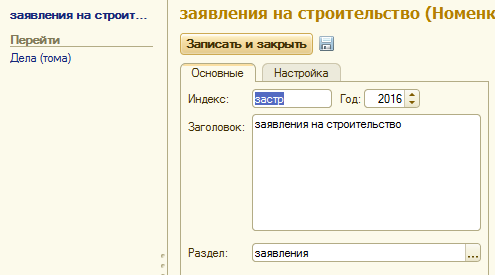 заявления на строит...
Перейти
Дела (тома)
заявления на строительство (Номенк
Записать и закрыть
Основные Настройка
Индекс: застр Год: 2016
Заголовок: заявления на строительство
Раздел: заявления ...